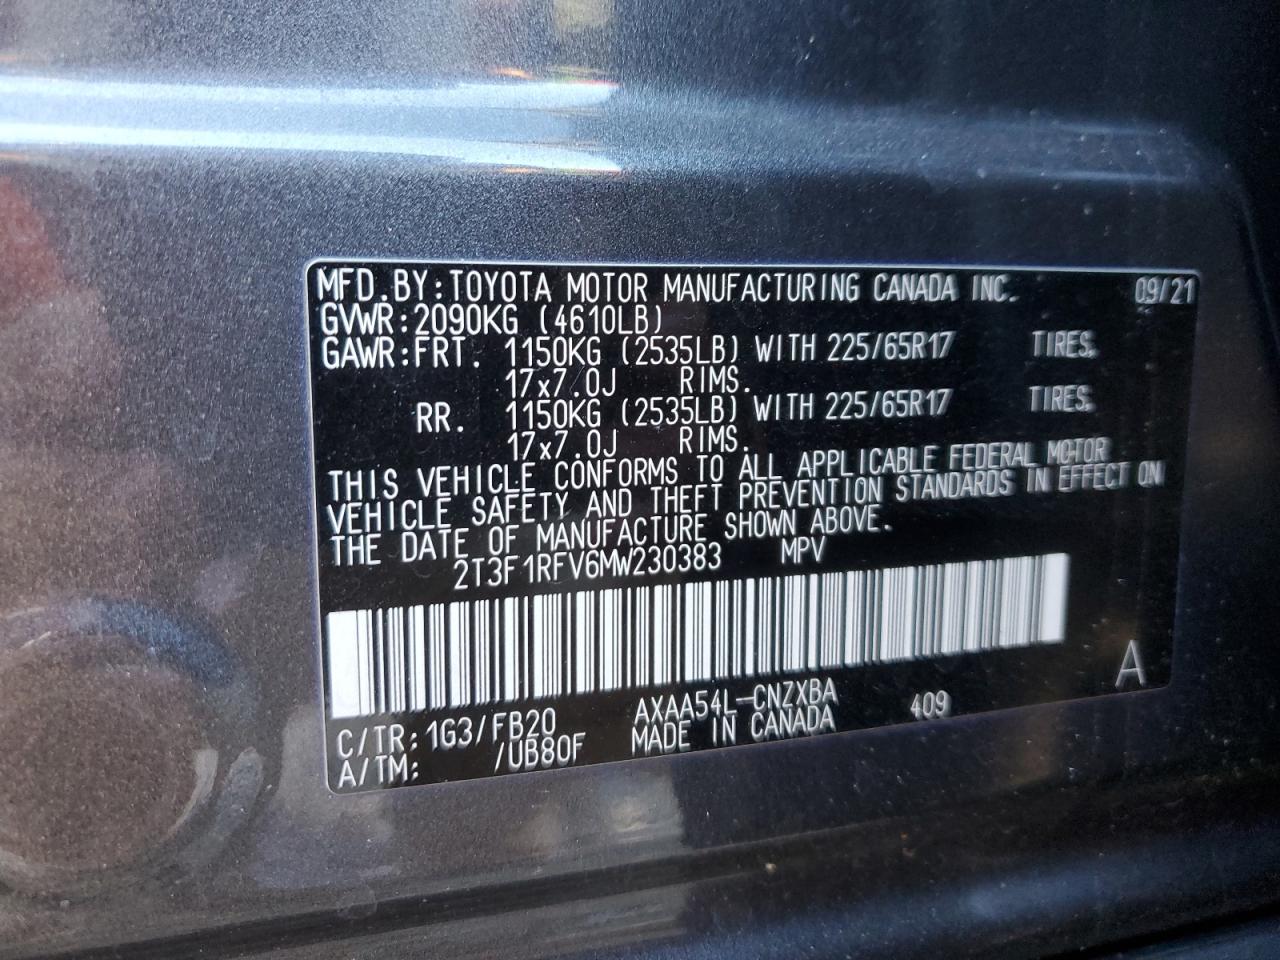 MFD.BY:TOYOTA MOTOR MANUFACTURING CANADA INC. 09/21
GVWR:2090KG (4610LB)
GAWR:FRT. 1150KG (2535LB) WITH 225/65R17 TIRES.
17x7.0J RIMS.
RR. 1150KG (2535LB) WITH 225/65R17 TIRES.
17x7.0J RIMS.
THIS VEHICLE CONFORMS TO ALL APPLICABLE FEDERAL MOTOR
VEHICLE SAFETY AND THEFT PREVENTION STANDARDS IN EFFECT ON
THE DATE OF MANUFACTURE SHOWN ABOVE.
2T3F1RFV6MW230383 MPV
A
C/TR:1G3/FB20 AXAA54L-CNZXBA 409
A/TM: /UB80F MADE IN CANADA